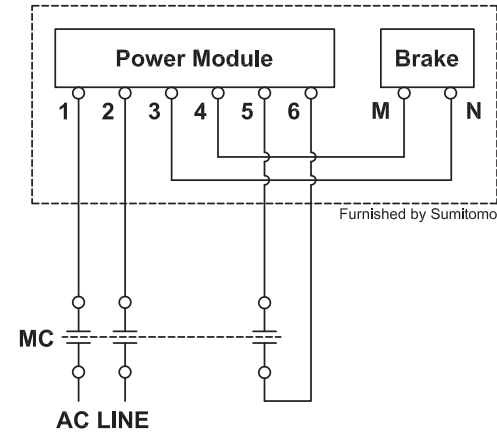 Power Module
Brake
1 2 3 4 5 6 M N
Furnished by Sumitomo
MC
AC LINE